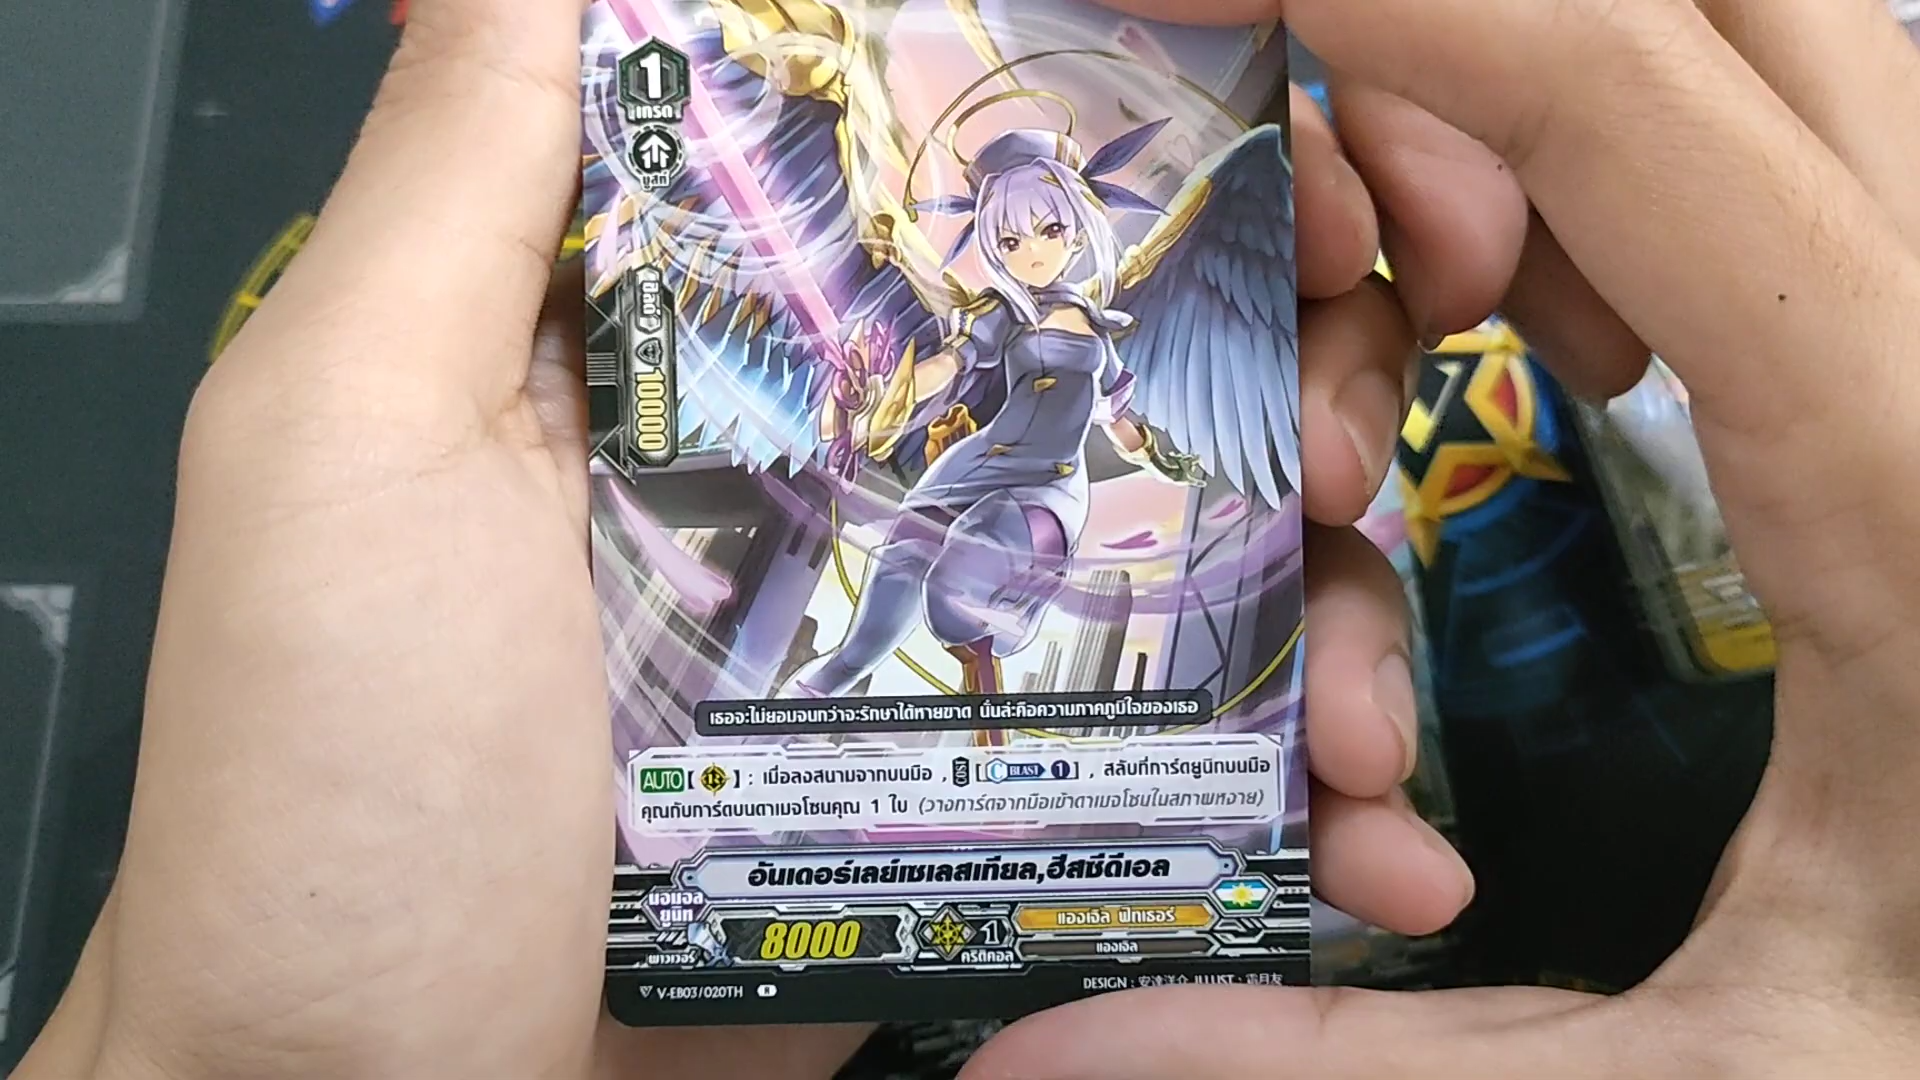 1
เกรด
บูสท์
ชีลด์
10000
เธอจะไม่ยอมจนกว่าจะรักษาได้หายขาด นั่นล่ะคือความภาคภูมิใจของเธอ
AUTO【R】: เมื่อลงสนามจากบนมือ , COST [C BLAST 1] , สลับที่การ์ดยูนิทบนมือ
คุณกับการ์ดบนดาเมจโซนคุณ 1 ใบ (วางการ์ดจากมือเข้าดาเมจโซนในสภาพหงาย)
อันเดอร์เลย์เซเลสเทียล,ฮีสซีดีเอล
นอมอล
ยูนิท
พาวเวอร์
8000
1
คริติคอล
แองเจิล ฟิทเธอร์
แองเจิล
V-EB03/020TH R
DESIGN : 安達洋介 ILLUST : 霜月友